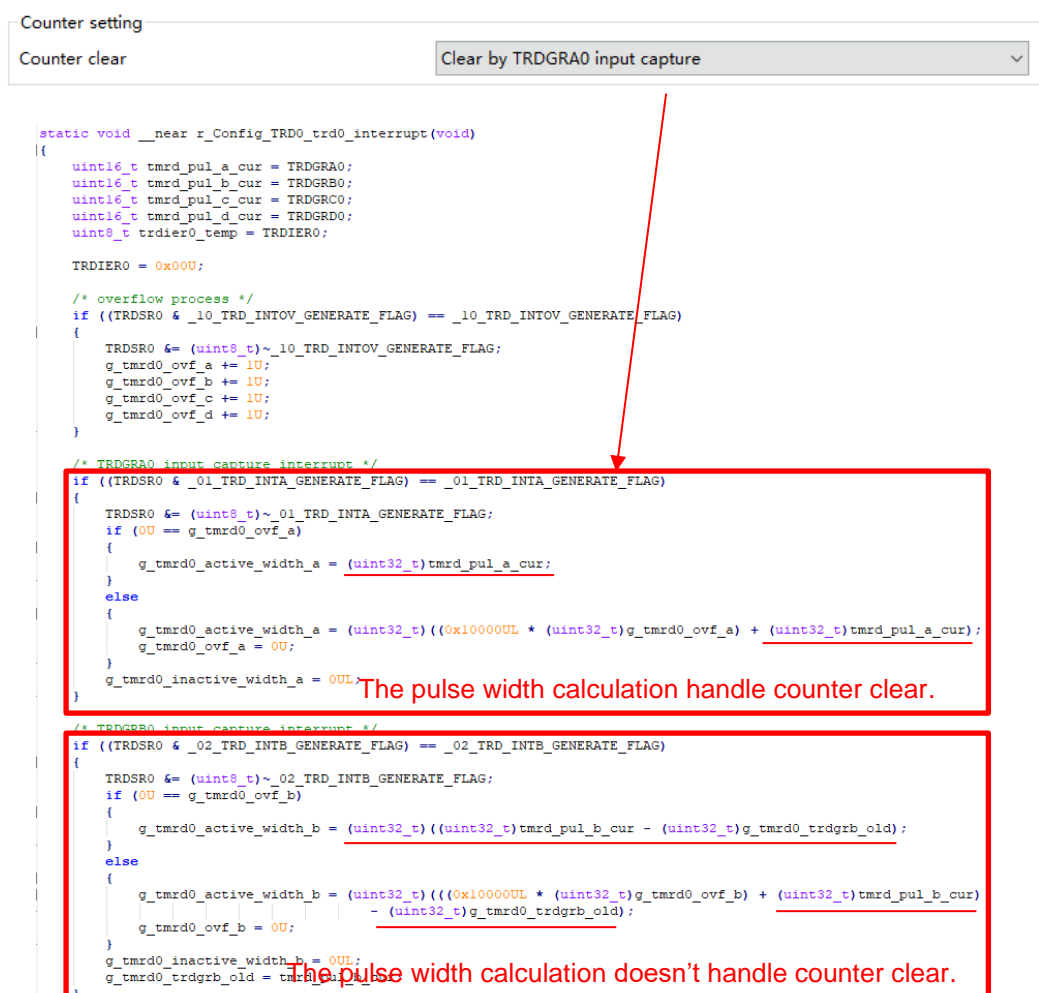 Counter setting
Counter clear
Clear by TRDGRA0 input capture
static void __near r_Config_TRD0_trd0_interrupt(void)
{
    uint16_t tmrd_pul_a_cur = TRDGRA0;
    uint16_t tmrd_pul_b_cur = TRDGRB0;
    uint16_t tmrd_pul_c_cur = TRDGRC0;
    uint16_t tmrd_pul_d_cur = TRDGRD0;
    uint8_t trdier0_temp = TRDIER0;
    TRDIER0 = 0x00U;
    /* overflow process */
    if ((TRDSR0 & _10_TRD_INTOV_GENERATE_FLAG) == _10_TRD_INTOV_GENERATE_FLAG)
    {
        TRDSR0 &= (uint8_t)~_10_TRD_INTOV_GENERATE_FLAG;
        g_tmrd0_ovf_a += 1U;
        g_tmrd0_ovf_b += 1U;
        g_tmrd0_ovf_c += 1U;
        g_tmrd0_ovf_d += 1U;
    }
    /* TRDGRA0 input capture interrupt */
    if ((TRDSR0 & _01_TRD_INTA_GENERATE_FLAG) == _01_TRD_INTA_GENERATE_FLAG)
    {
        TRDSR0 &= (uint8_t)~_01_TRD_INTA_GENERATE_FLAG;
        if (0U == g_tmrd0_ovf_a)
        {
            g_tmrd0_active_width_a = (uint32_t)tmrd_pul_a_cur;
        }
        else
        {
            g_tmrd0_active_width_a = (uint32_t)((0x10000UL * (uint32_t)g_tmrd0_ovf_a) + (uint32_t)tmrd_pul_a_cur);
            g_tmrd0_ovf_a = 0U;
        }
        g_tmrd0_inactive_width_a = 0UL;
The pulse width calculation handle counter clear.
    }
    /* TRDGRB0 input capture interrupt */
    if ((TRDSR0 & _02_TRD_INTB_GENERATE_FLAG) == _02_TRD_INTB_GENERATE_FLAG)
    {
        TRDSR0 &= (uint8_t)~_02_TRD_INTB_GENERATE_FLAG;
        if (0U == g_tmrd0_ovf_b)
        {
            g_tmrd0_active_width_b = (uint32_t)((uint32_t)tmrd_pul_b_cur - (uint32_t)g_tmrd0_trdgrb_old);
        }
        else
        {
            g_tmrd0_active_width_b = (uint32_t)(((0x10000UL * (uint32_t)g_tmrd0_ovf_b) + (uint32_t)tmrd_pul_b_cur)
                                     - (uint32_t)g_tmrd0_trdgrb_old);
            g_tmrd0_ovf_b = 0U;
        }
        g_tmrd0_inactive_width_b = 0UL;
        g_tmrd0_trdgrb_old = tmrd_pul_b_cur;
The pulse width calculation doesn't handle counter clear.
    }